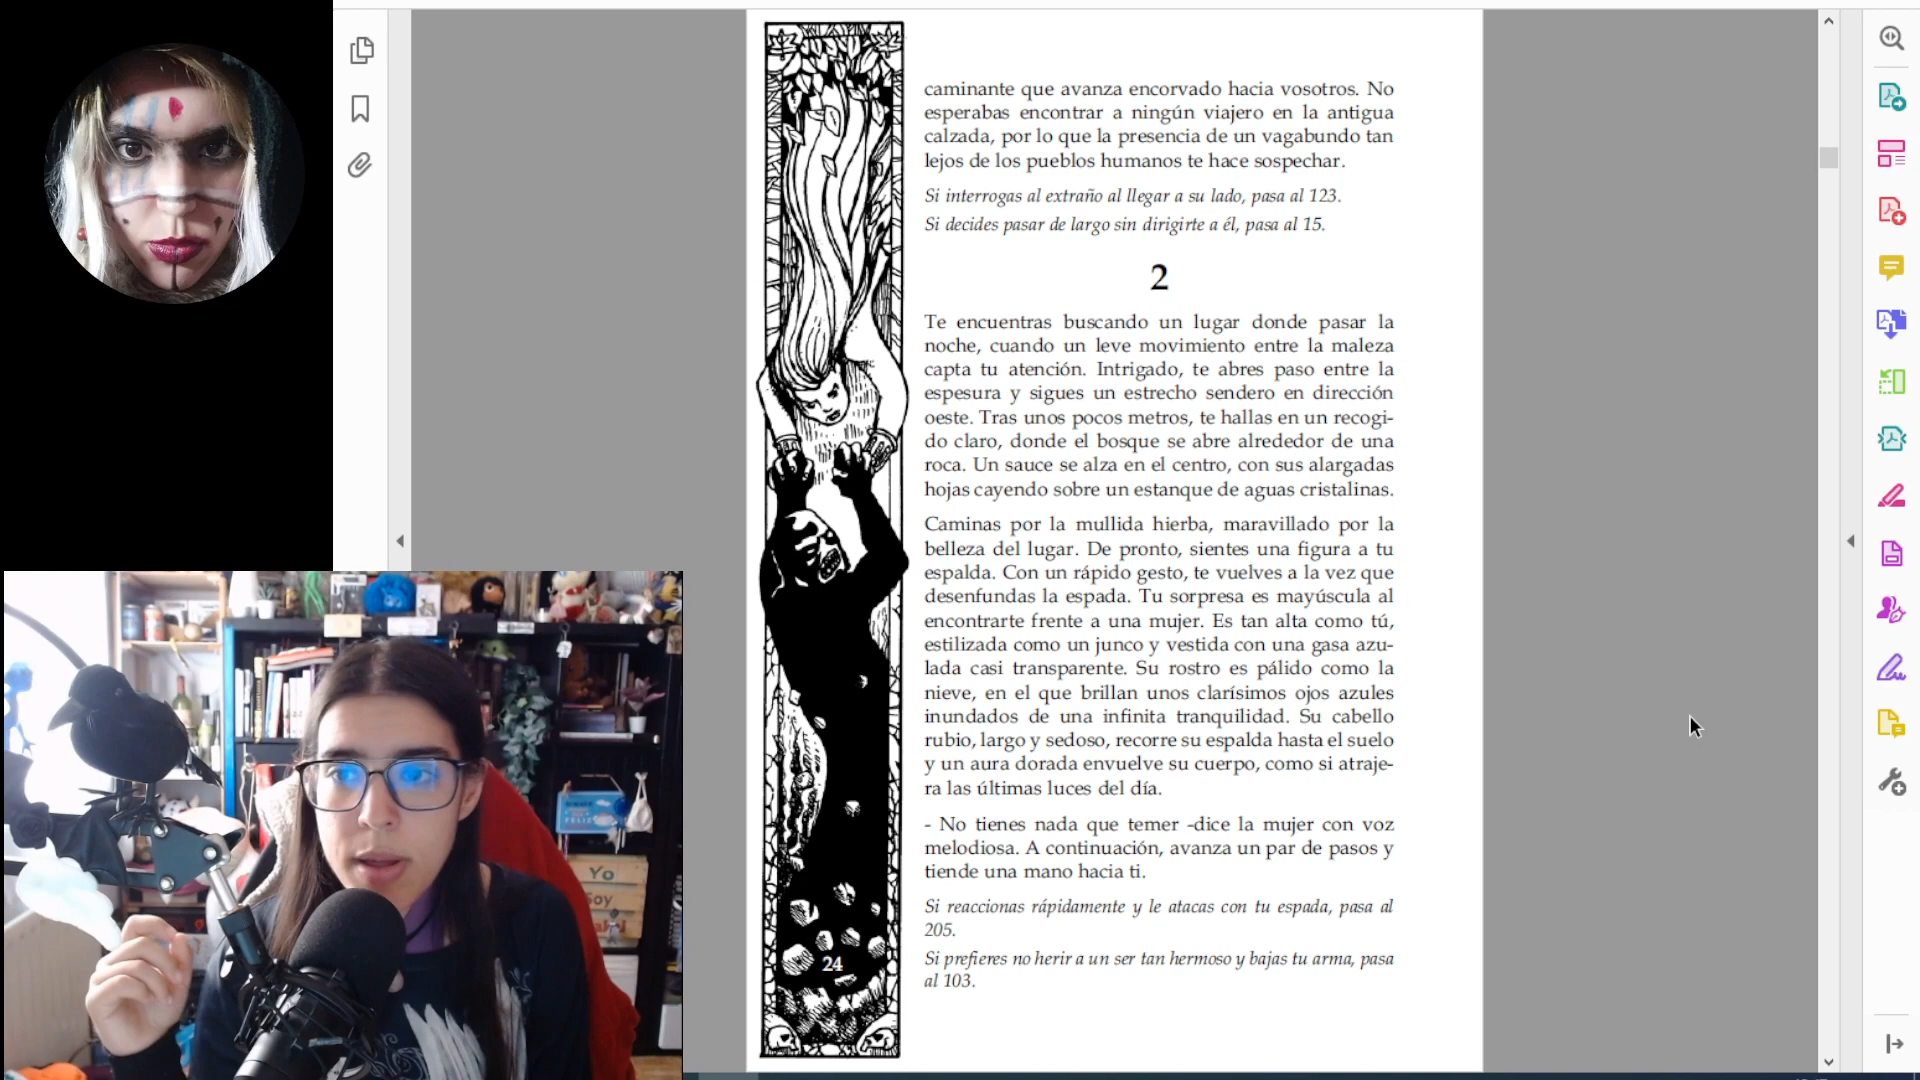 caminante que avanza encorvado hacia vosotros. No
esperabas encontrar a ningún viajero en la antigua
calzada, por lo que la presencia de un vagabundo tan
lejos de los pueblos humanos te hace sospechar.
Si interrogas al extraño al llegar a su lado, pasa al 123.
Si decides pasar de largo sin dirigirte a él, pasa al 15.
2
Te encuentras buscando un lugar donde pasar la
noche, cuando un leve movimiento entre la maleza
capta tu atención. Intrigado, te abres paso entre la
espesura y sigues un estrecho sendero en dirección
oeste. Tras unos pocos metros, te hallas en un recogi-
do claro, donde el bosque se abre alrededor de una
roca. Un sauce se alza en el centro, con sus alargadas
hojas cayendo sobre un estanque de aguas cristalinas.
Caminas por la mullida hierba, maravillado por la
belleza del lugar. De pronto, sientes una figura a tu
espalda. Con un rápido gesto, te vuelves a la vez que
desenfundas la espada. Tu sorpresa es mayúscula al
encontrarte frente a una mujer. Es tan alta como tú,
estilizada como un junco y vestida con una gasa azu-
lada casi transparente. Su rostro es pálido como la
nieve, en el que brillan unos clarísimos ojos azules
inundados de una infinita tranquilidad. Su cabello
rubio, largo y sedoso, recorre su espalda hasta el suelo
y un aura dorada envuelve su cuerpo, como si atraje-
ra las últimas luces del día.
- No tienes nada que temer -dice la mujer con voz
melodiosa. A continuación, avanza un par de pasos y
tiende una mano hacia ti.
Si reaccionas rápidamente y le atacas con tu espada, pasa al
205.
Si prefieres no herir a un ser tan hermoso y bajas tu arma, pasa
al 103.
24
Yo
Soy